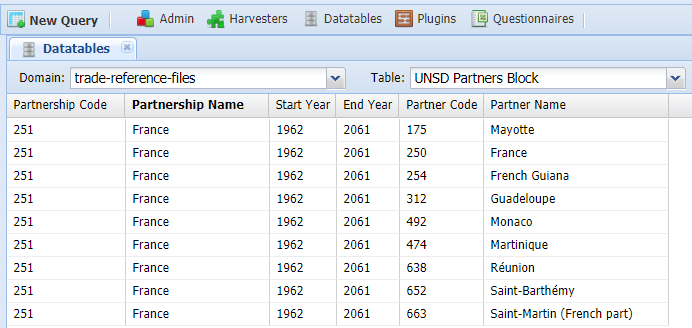 New Query Admin Harvesters Datatables Plugins Questionnaires
Datatables
Domain: trade-reference-files Table: UNSD Partners Block
Partnership Code Partnership Name Start Year End Year Partner Code Partner Name
251 France 1962 2061 175 Mayotte
251 France 1962 2061 250 France
251 France 1962 2061 254 French Guiana
251 France 1962 2061 312 Guadeloupe
251 France 1962 2061 492 Monaco
251 France 1962 2061 474 Martinique
251 France 1962 2061 638 Réunion
251 France 1962 2061 652 Saint-Barthémy
251 France 1962 2061 663 Saint-Martin (French part)